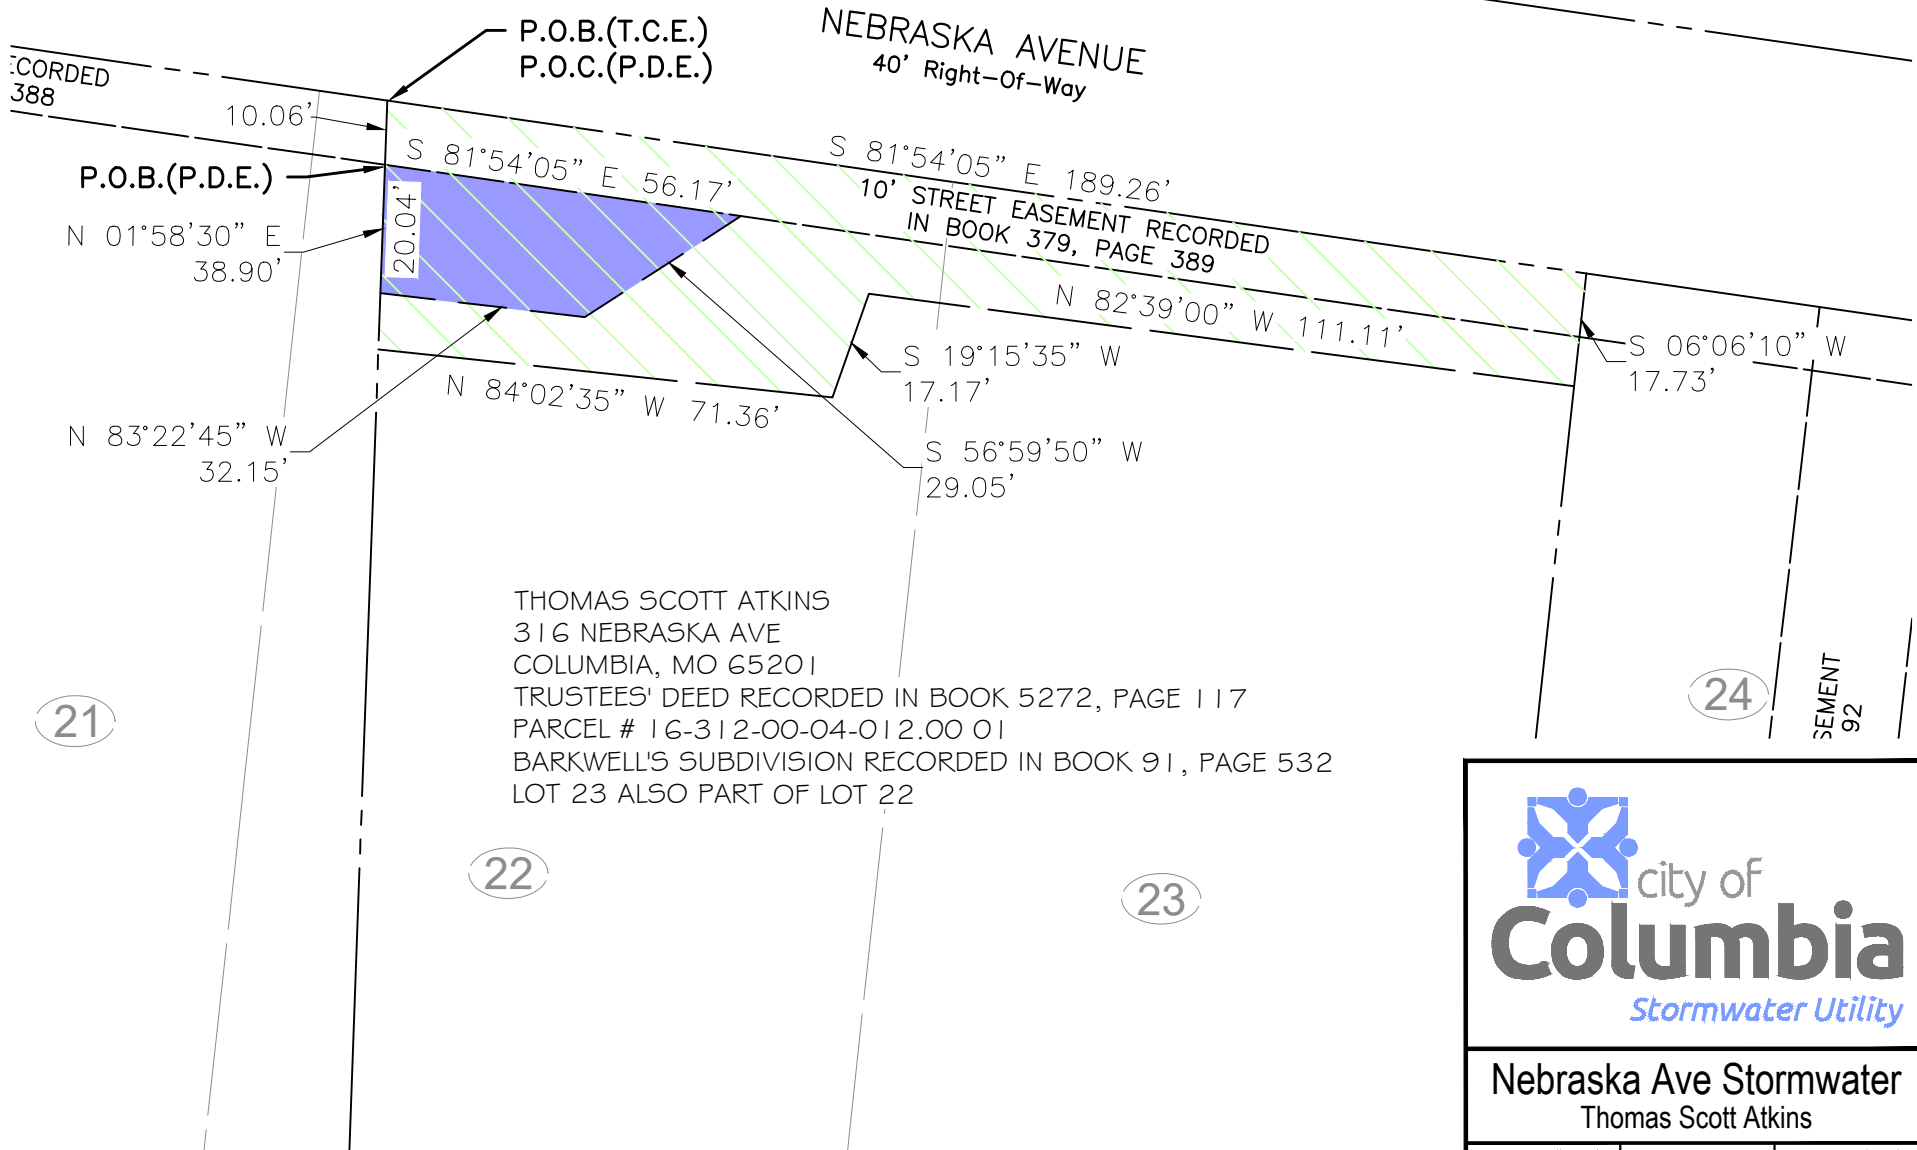 P.O.B.(T.C.E.)
P.O.C.(P.D.E.)
NEBRASKA AVENUE
40' Right-Of-Way
388
10.06'
P.O.B.(P.D.E.)
S 81°54'05" E 56.17'
S 81°54'05" E 189.26'
10' STREET EASEMENT RECORDED
IN BOOK 379, PAGE 389
20.04'
N 01°58'30" E
38.90'
N 82°39'00" W 111.11'
S 06°06'10" W
17.73'
S 19°15'35" W
17.17'
N 84°02'35" W 71.36'
N 83°22'45" W
32.15'
S 56°59'50" W
29.05'
THOMAS SCOTT ATKINS
316 NEBRASKA AVE
COLUMBIA, MO 65201
TRUSTEES' DEED RECORDED IN BOOK 5272, PAGE 117
PARCEL # 16-312-00-04-012.00 01
BARKWELL'S SUBDIVISION RECORDED IN BOOK 91, PAGE 532
LOT 23 ALSO PART OF LOT 22
21
22
23
24
92
city of
Columbia
Stormwater Utility
Nebraska Ave Stormwater
Thomas Scott Atkins